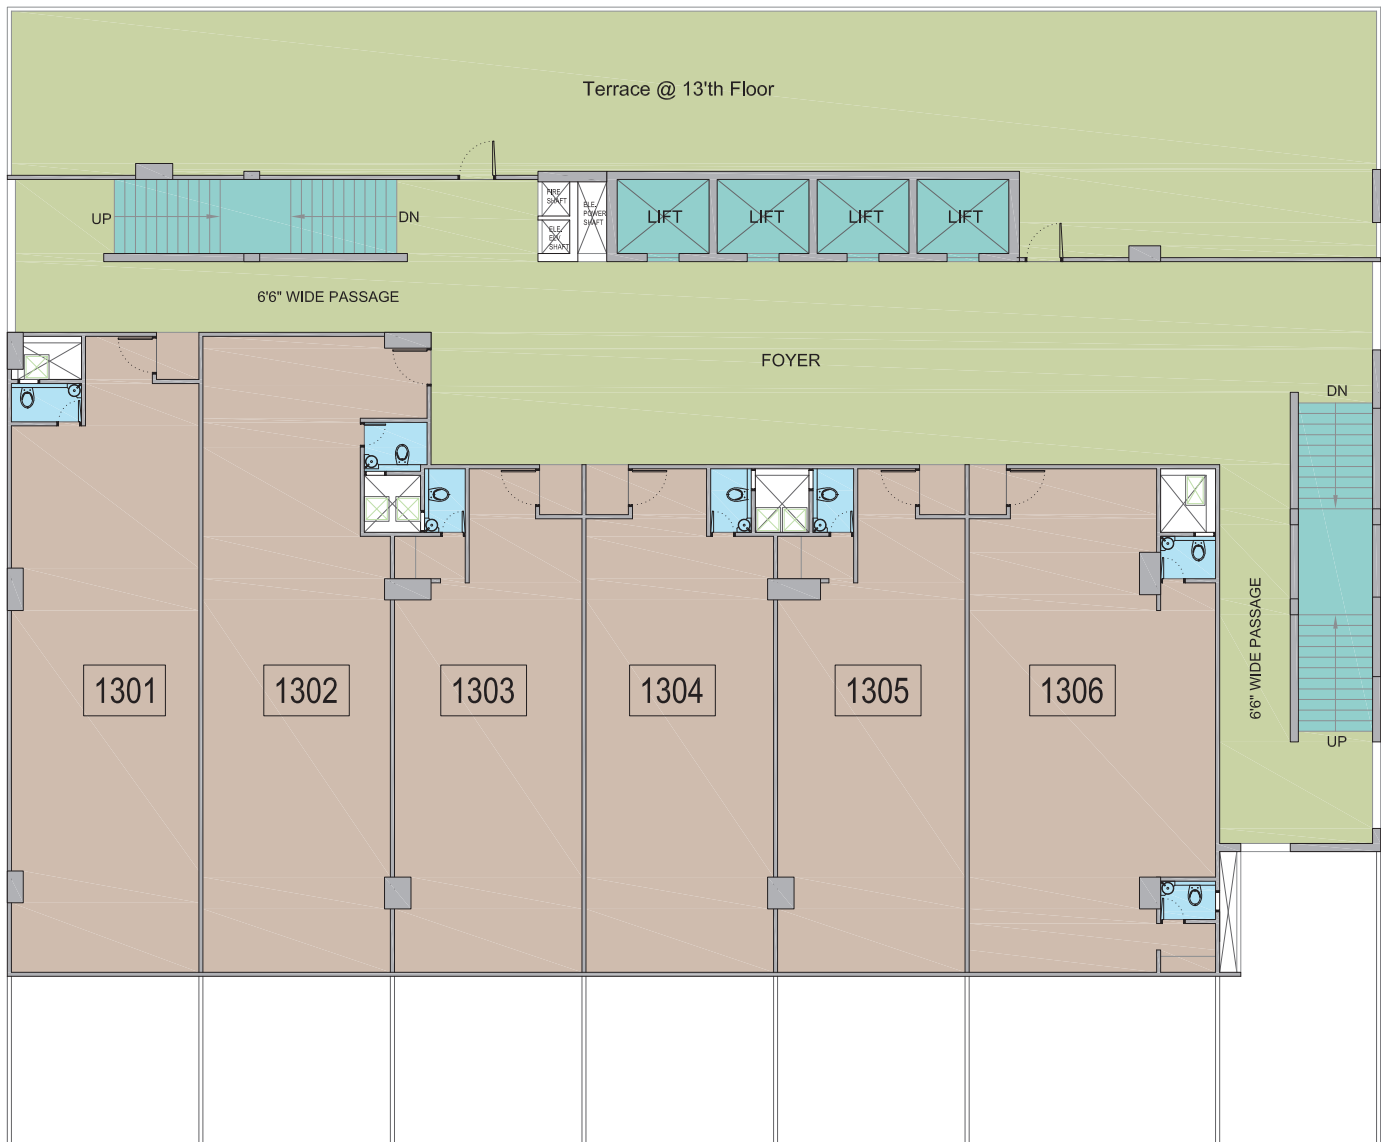 Terrace @ 13'th Floor
FIRE
SHAFT
ELE.
POWER
SHAFT
ELE.
ELV
SHAFT
LIFT
LIFT
LIFT
LIFT
UP
DN
6'6" WIDE PASSAGE
FOYER
DN
6'6" WIDE PASSAGE
UP
1301
1302
1303
1304
1305
1306